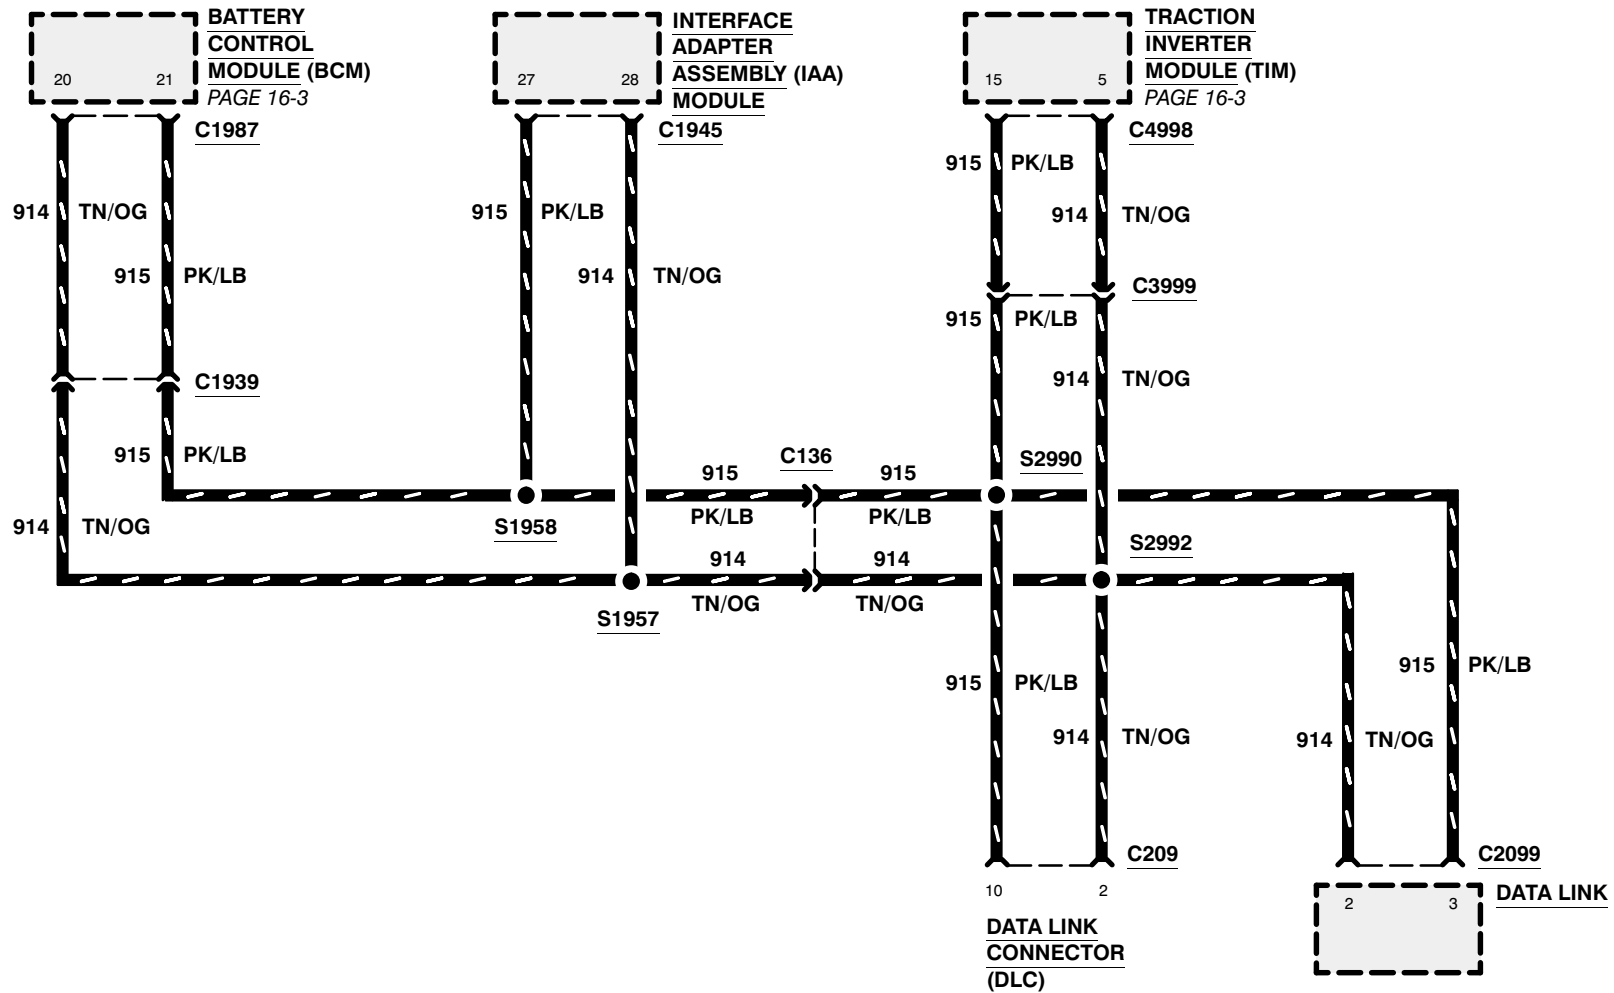 BATTERY
CONTROL
MODULE (BCM)
PAGE 16-3
20 21
C1987
INTERFACE
ADAPTER
ASSEMBLY (IAA)
MODULE
27 28
C1945
TRACTION
INVERTER
MODULE (TIM)
PAGE 16-3
15 5
C4998
915 PK/LB
914 TN/OG
915 PK/LB
914 TN/OG
914 TN/OG
915 PK/LB
914 TN/OG
C3999
915 PK/LB
914 TN/OG
C1939
915 PK/LB
914 TN/OG
S1958
915
PK/LB
C136
915
PK/LB
S2990
914
TN/OG
914
TN/OG
S2992
S1957
915 PK/LB
914 TN/OG
915 PK/LB
914 TN/OG
C209
10 2
DATA LINK
CONNECTOR
(DLC)
C2099
2 3
DATA LINK